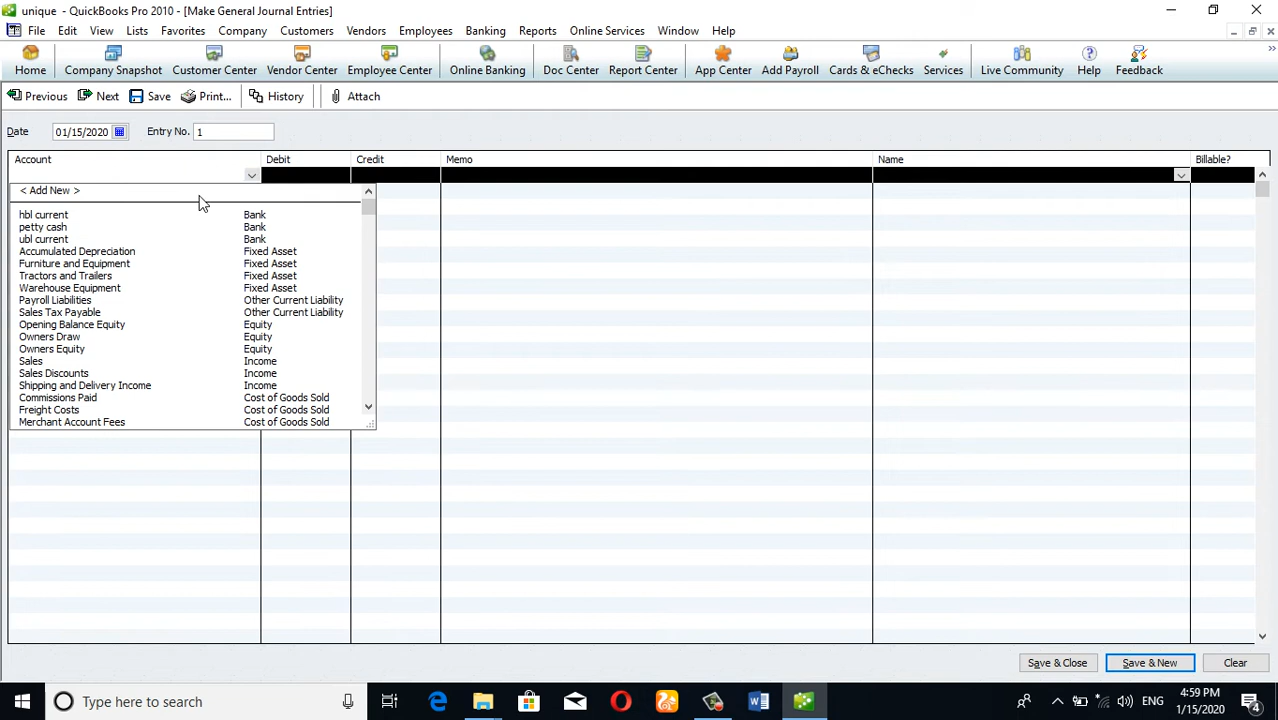 unique - QuickBooks Pro 2010 - [Make General Journal Entries]
File Edit View Lists Favorites Company Customers Vendors Employees Banking Reports Online Services Window Help
Home Company Snapshot Customer Center Vendor Center Employee Center Online Banking Doc Center Report Center App Center Add Payroll Cards & eChecks Services Live Community Help Feedback
Previous Next Save Print... History Attach
Date 01/15/2020 Entry No. 1
Account Debit Credit Memo Name Billable?
< Add New >
hbl current Bank
petty cash Bank
ubl current Bank
Accumulated Depreciation Fixed Asset
Furniture and Equipment Fixed Asset
Tractors and Trailers Fixed Asset
Warehouse Equipment Fixed Asset
Payroll Liabilities Other Current Liability
Sales Tax Payable Other Current Liability
Opening Balance Equity Equity
Owners Draw Equity
Owners Equity Equity
Sales Income
Sales Discounts Income
Shipping and Delivery Income Income
Commissions Paid Cost of Goods Sold
Freight Costs Cost of Goods Sold
Merchant Account Fees Cost of Goods Sold
Save & Close Save & New Clear
Type here to search ENG 4:59 PM
1/15/2020 4